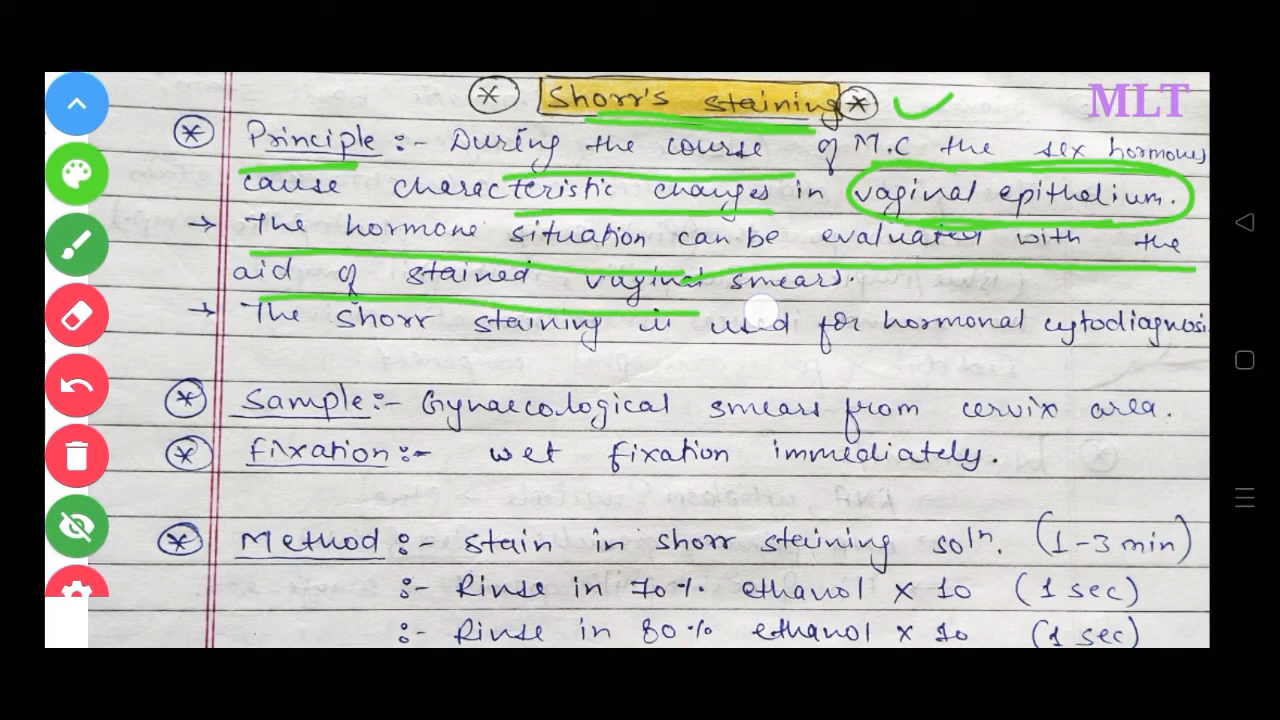 * Shorr's staining *
MLT
* Principle :- During the course of M.C the sex hormones
cause characteristic changes in vaginal epithelium.
→ The hormone situation can be evaluated with the
aid of stained vaginal smears.
→ The Shorr staining is used for hormonal cytodiagnosis
* Sample :- Gynaecological smears from cervix area.
* Fixation :- wet fixation immediately.
* Method :- stain in shorr staining solⁿ. (1-3 min)
:- Rinse in 70% ethanol x 10 (1 sec)
:- Rinse in 80% ethanol x 10 (1 sec)